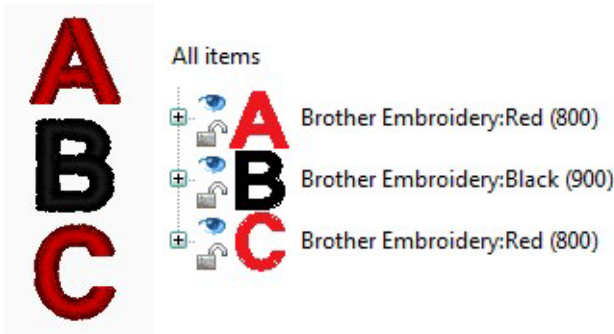 A
B
C
All items
A Brother Embroidery:Red (800)
B Brother Embroidery:Black (900)
C Brother Embroidery:Red (800)